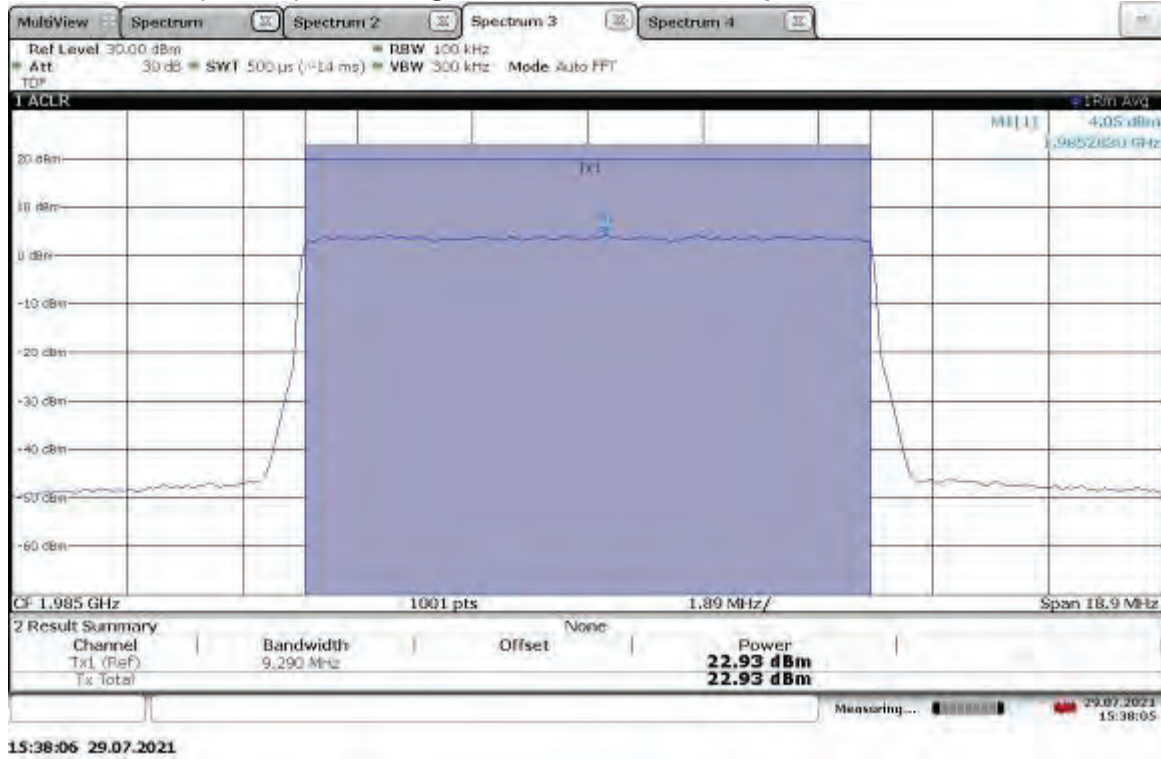 MultiView Spectrum Spectrum 2 Spectrum 3 Spectrum 4
Ref Level 30.00 dBm RBW 100 kHz
Att 30 dB SWT 500 µs (~14 ms) VBW 300 kHz Mode Auto FFT
TDF
1 ACLR 1Rm Avg
M1[1] 4.05 dBm
1.9852830 GHz
20 dBm
Tx1
10 dBm
M1
0 dBm
-10 dBm
-20 dBm
-30 dBm
-40 dBm
-50 dBm
-60 dBm
CF 1.985 GHz 1001 pts 1.89 MHz/ Span 18.9 MHz
2 Result Summary None
Channel Bandwidth Offset Power
Tx1 (Ref) 9.290 MHz 22.93 dBm
Tx Total 22.93 dBm
Measuring... 29.07.2021
15:38:05
15:38:06 29.07.2021